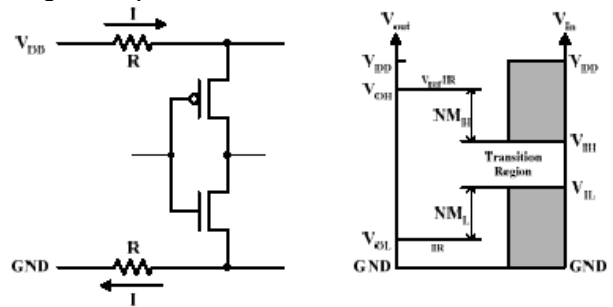 I
V_DD
R
R
GND
I
V_out
V_in
V_DD
V_DD
V_OH
V_DD-IR
NM_H
V_IH
Transition
Region
V_IL
NM_L
V_OL
IR
GND
GND